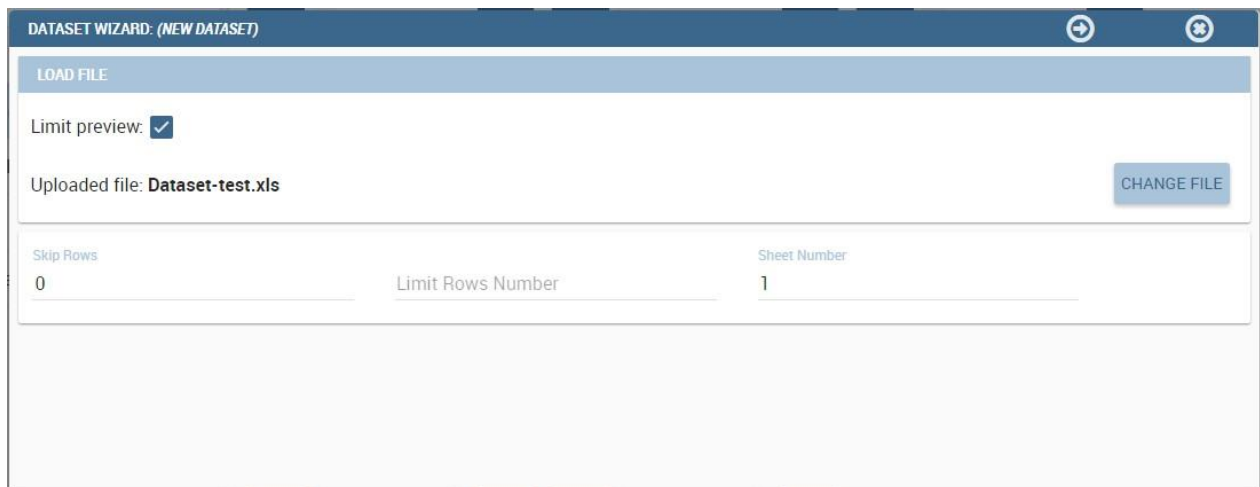 DATASET WIZARD: (NEW DATASET)
LOAD FILE
Limit preview:
Uploaded file: Dataset-test.xls
CHANGE FILE
Skip Rows
Sheet Number
0
Limit Rows Number
1